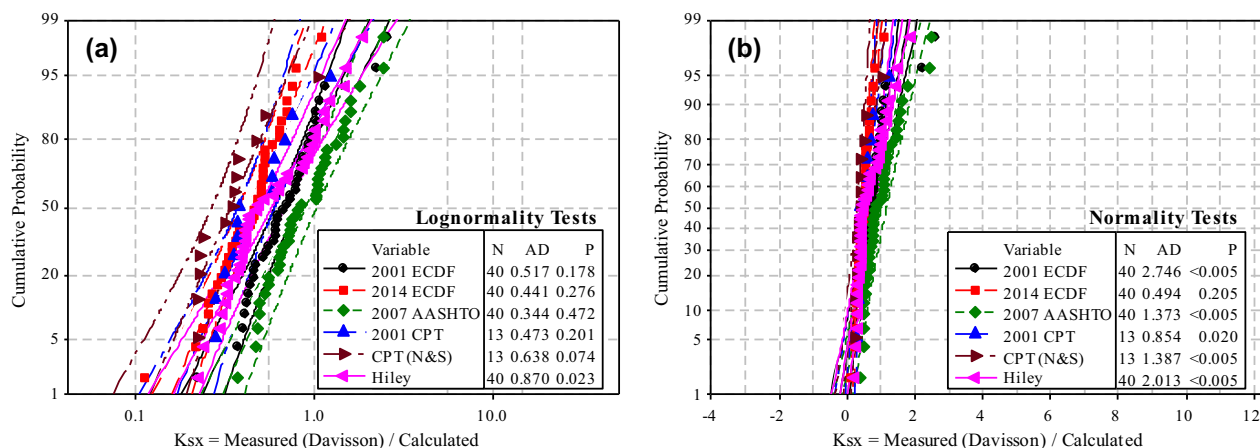 (a)
Cumulative Probability
99
95
80
50
20
5
1
Lognormality Tests
Variable N AD P
2001 ECDF 40 0.517 0.178
2014 ECDF 40 0.441 0.276
2007 AASHTO 40 0.344 0.472
2001 CPT 13 0.473 0.201
CPT (N&S) 13 0.638 0.074
Hiley 40 0.870 0.023
0.1 1.0 10.0
Ksx = Measured (Davisson) / Calculated
(b)
Cumulative Probability
99
95
90
80
70
60
50
40
30
20
10
5
1
Normality Tests
Variable N AD P
2001 ECDF 40 2.746 <0.005
2014 ECDF 40 0.494 0.205
2007 AASHTO 40 1.373 <0.005
2001 CPT 13 0.854 0.020
CPT(N&S) 13 1.387 <0.005
Hiley 40 2.013 <0.005
-4 -2 0 2 4 6 8 10 12
Ksx = Measured (Davisson) / Calculated